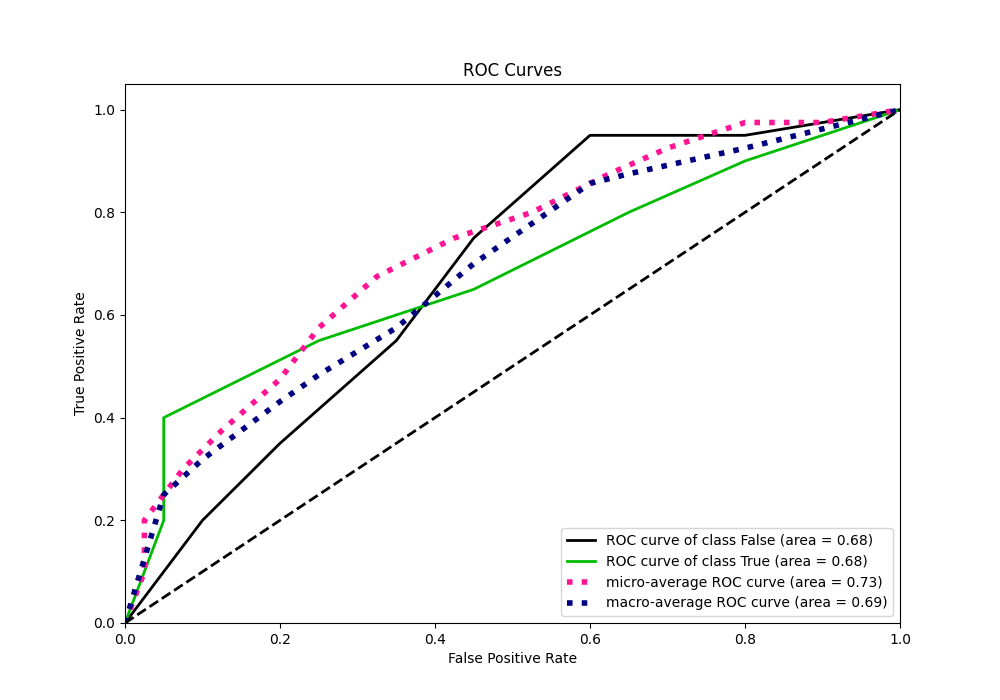 ROC Curves
True Positive Rate
1.0
0.8
0.6
0.4
0.2
0.0
0.0 0.2 0.4 0.6 0.8 1.0
False Positive Rate
ROC curve of class False (area = 0.68)
ROC curve of class True (area = 0.68)
micro-average ROC curve (area = 0.73)
macro-average ROC curve (area = 0.69)